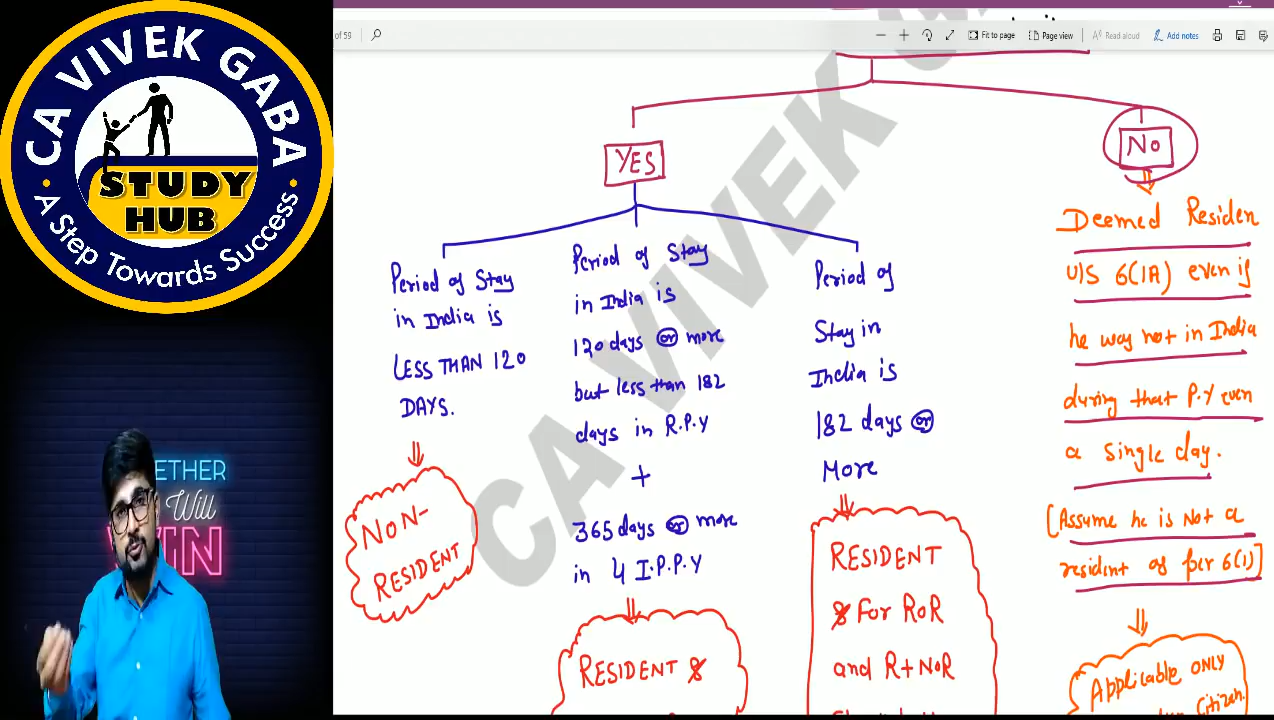 CA VIVEK GABA
STUDY
HUB
A Step Towards Success
of 59
Fit to page
Page view
Read aloud
Add notes
YES
NO
Period of Stay
in India is
LESS THAN 120
DAYS.
NON-
RESIDENT
Period of Stay
in India is
120 days or more
but less than 182
days in R.P.Y
+
365 days or more
in 4 I.P.P.Y
RESIDENT &
Period of
Stay in
India is
182 days or
More
RESIDENT
& For ROR
and R+NOR
Deemed Residen
U/S 6(1A) even if
he was not in India
during that P.Y even
a single day.
[Assume he is Not a
resident as per 6(1)]
Applicable ONLY
Citizen.
CA VIVEK G
ETHER
Will
WIN